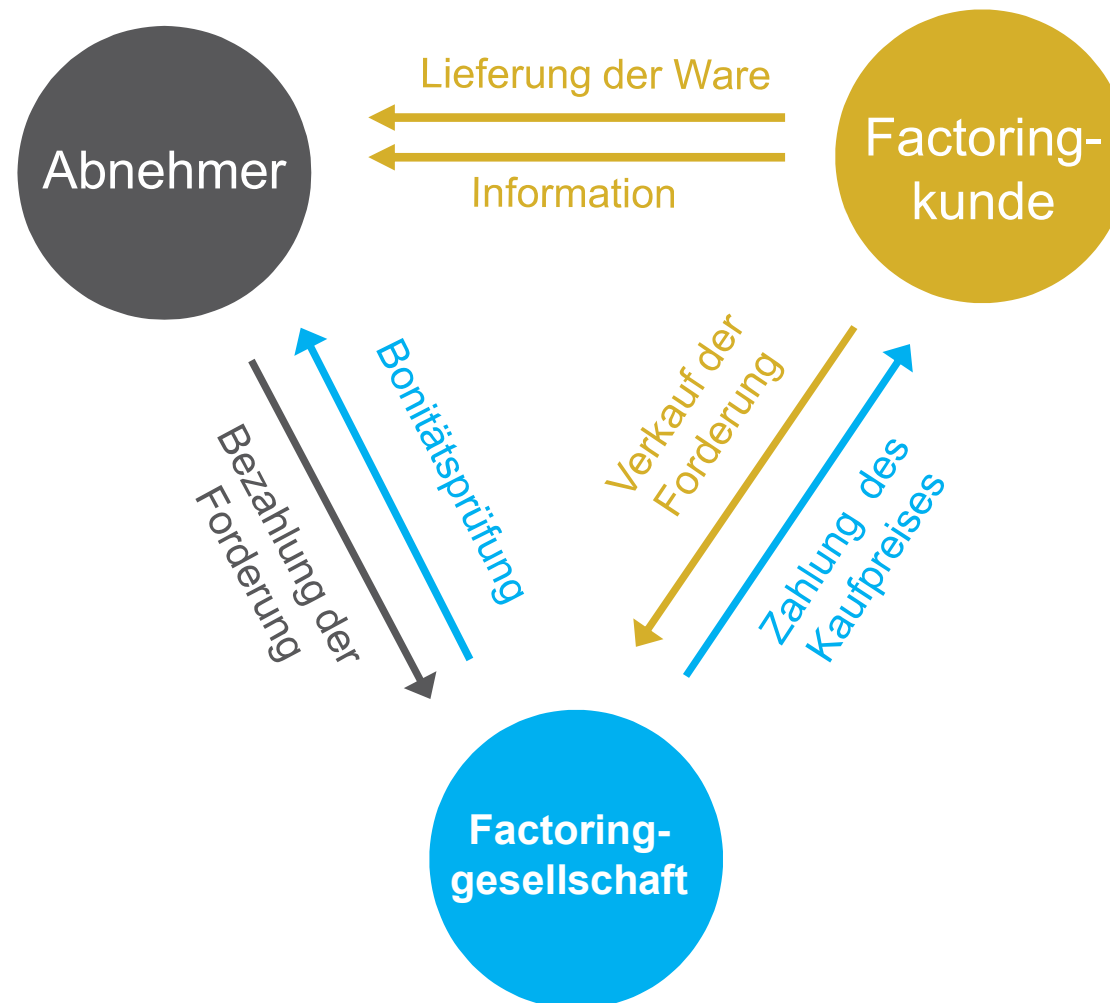 Lieferung der Ware
Abnehmer
Factoring-
kunde
Information
Bezahlung der
Forderung
Bonitätsprüfung
Verkauf der
Forderung
Zahlung des
Kaufpreises
Factoring-
gesellschaft